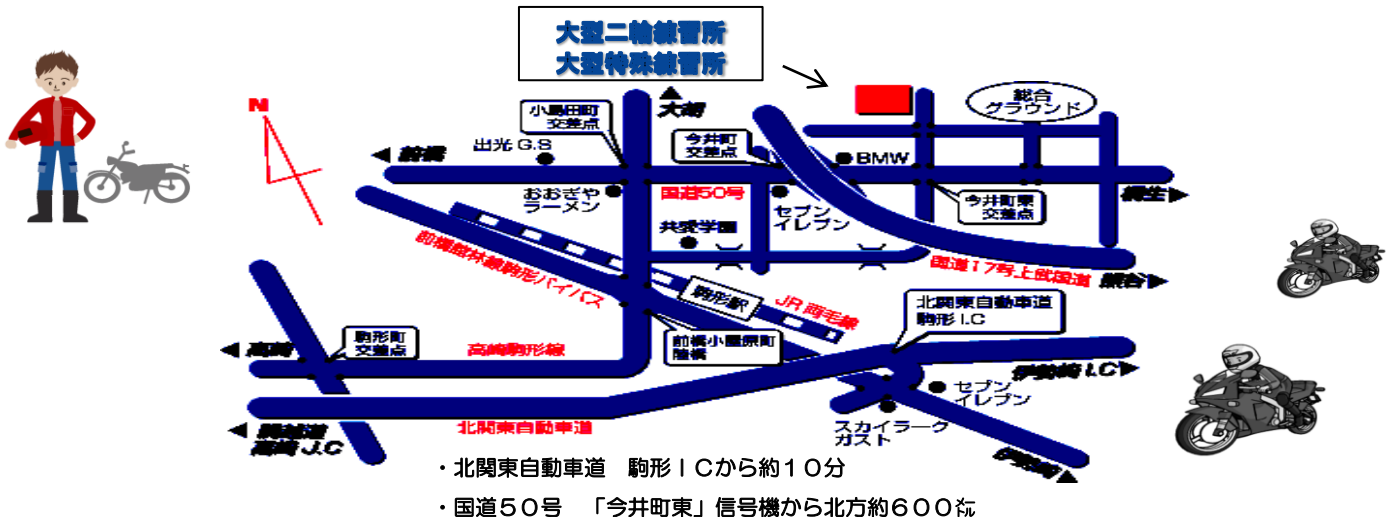 大型二輪練習所
大型特殊練習所
N
小島田町
交差点
大胡
今井町
交差点
総合
グラウンド
出光 G.S
前橋
BMW
おおぎや
ラーメン
国道50号
セブン
イレブン
今井町東
交差点
桐生
共愛学園
前橋館林線駒形バイパス
国道17号上武国道
熊谷
駒形駅
JR両毛線
北関東自動車道
駒形 I.C
駒形町
交差点
高崎
高崎駒形線
前橋小屋原町
陸橋
伊勢崎 I.C
セブン
イレブン
関越道
高崎 J.C
北関東自動車道
スカイラーク
ガスト
伊勢崎
・北関東自動車道　駒形ＩＣから約１０分
・国道５０号　「今井町東」信号機から北方約６００㍍